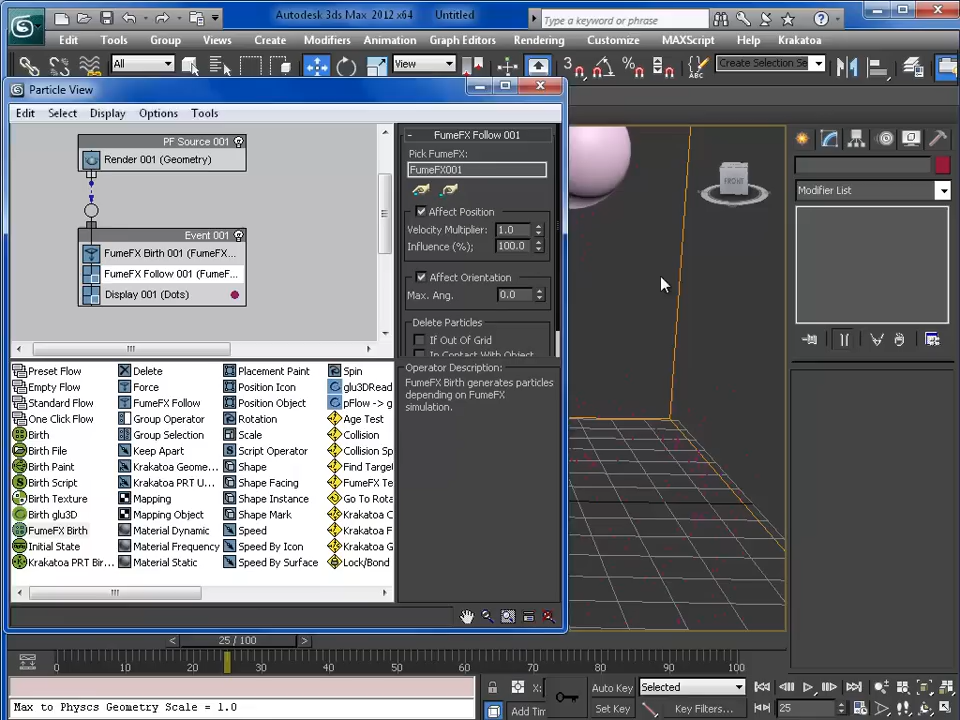 Autodesk 3ds Max 2012 x64 Untitled
Type a keyword or phrase
Edit Tools Group Views Create Modifiers Animation Graph Editors Rendering Customize MAXScript Help Krakatoa
All View 3 Create Selection Se
Particle View
Edit Select Display Options Tools
PF Source 001
Render 001 (Geometry)
Event 001
FumeFX Birth 001 (FumeFX...
FumeFX Follow 001 (FumeF...
Display 001 (Dots)
- FumeFX Follow 001
Pick FumeFX:
FumeFX001
Affect Position
Velocity Multiplier: 1.0
Influence (%): 100.0
Affect Orientation
Max. Ang. 0.0
Delete Particles
If Out Of Grid
In Contact With Object
Operator Description:
FumeFX Birth generates particles
depending on FumeFX
simulation.
Preset Flow Delete Placement Paint Spin
Empty Flow Force Position Icon glu3DRead
Standard Flow FumeFX Follow Position Object pFlow -> g
One Click Flow Group Operator Rotation Age Test
Birth Group Selection Scale Collision
Birth File Keep Apart Script Operator Collision Sp
Birth Paint Krakatoa Geome... Shape Find Target
Birth Script Krakatoa PRT U... Shape Facing FumeFX Te
Birth Texture Mapping Shape Instance Go To Rota
Birth glu3D Mapping Object Shape Mark Krakatoa C
FumeFX Birth Material Dynamic Speed Krakatoa F
Initial State Material Frequency Speed By Icon Krakatoa G
Krakatoa PRT Bir... Material Static Speed By Surface Lock/Bond
FRONT
Modifier List
< 25 / 100 >
0 10 20 30 40 50 60 70 80 90 100
X: Auto Key Selected
Max to Physcs Geometry Scale = 1.0
Add Tim Set Key Key Filters... 25